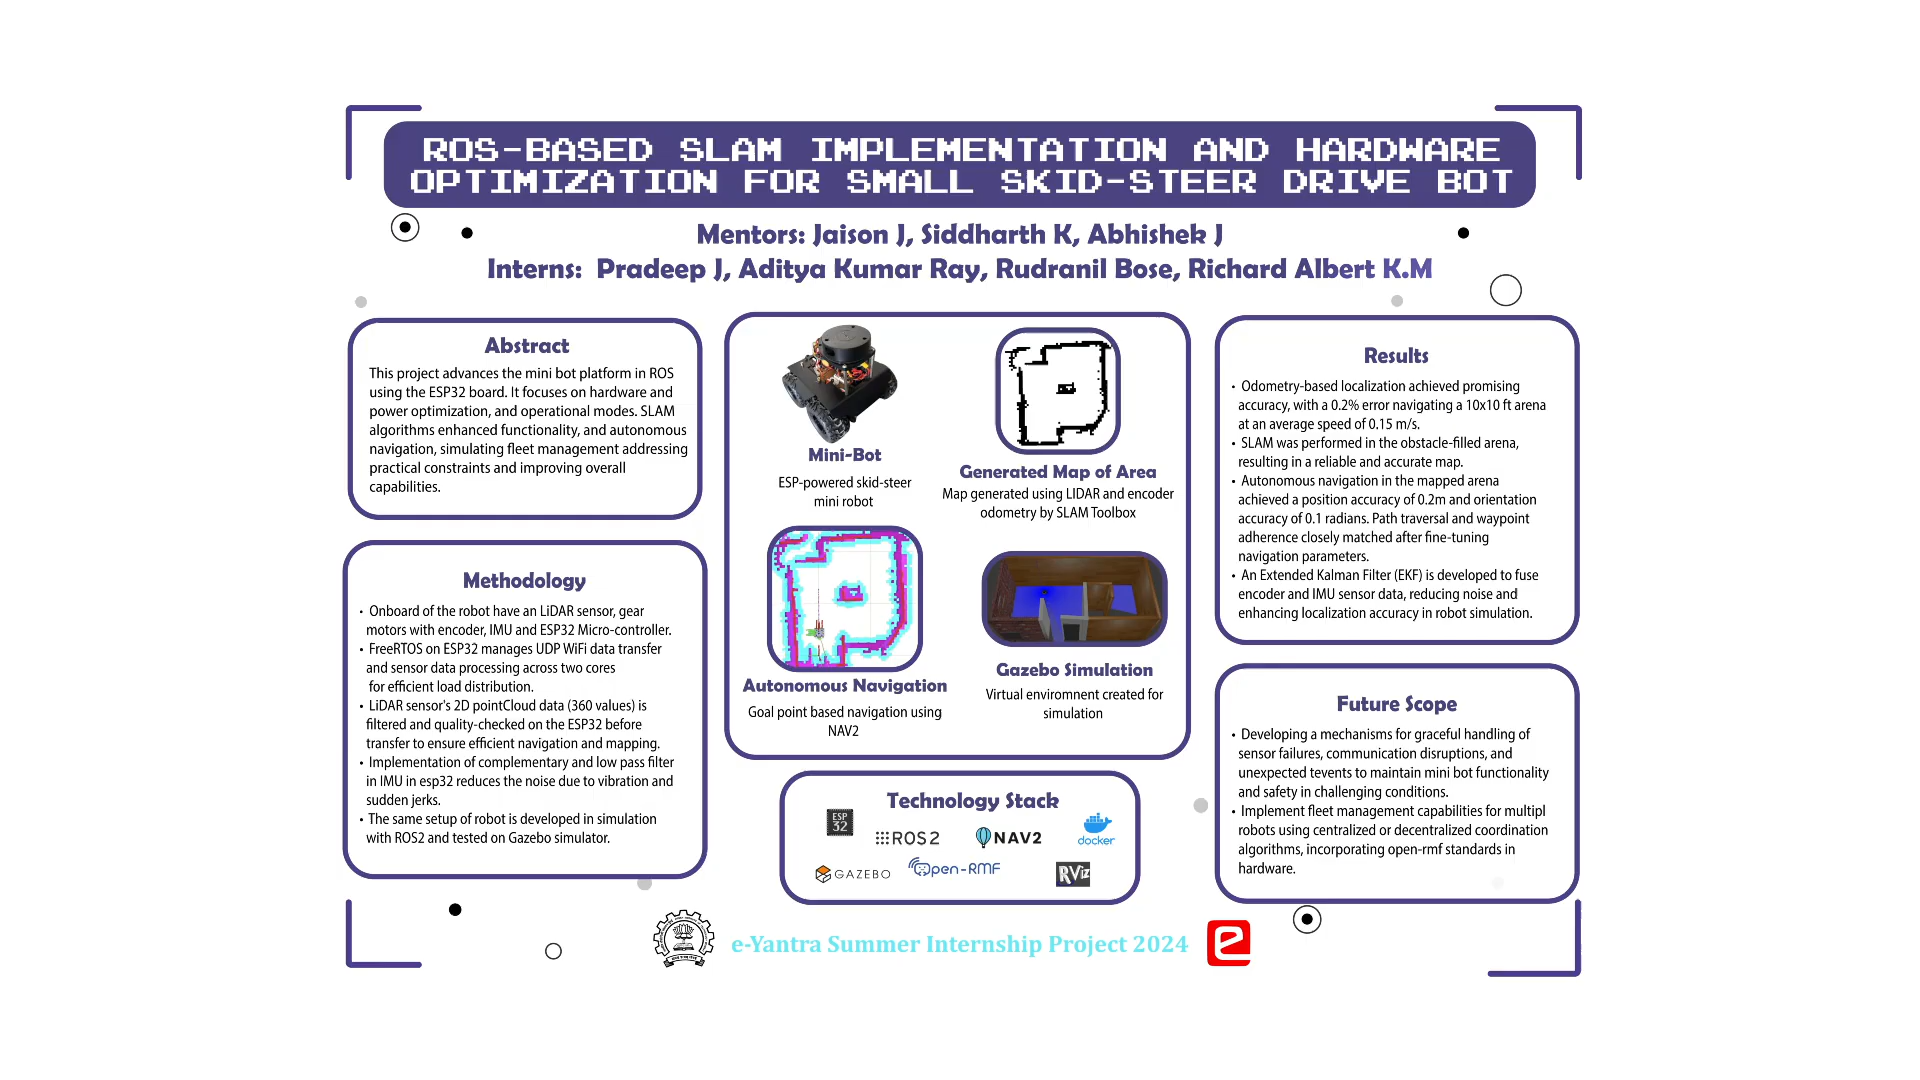 ROS-BASED SLAM IMPLEMENTATION AND HARDWARE
OPTIMIZATION FOR SMALL SKID-STEER DRIVE BOT
Mentors: Jaison J, Siddharth K, Abhishek J
Interns: Pradeep J, Aditya Kumar Ray, Rudranil Bose, Richard Albert K.M
Abstract
This project advances the mini bot platform in ROS
using the ESP32 board. It focuses on hardware and
power optimization, and operational modes. SLAM
algorithms enhanced functionality, and autonomous
navigation, simulating fleet management addressing
practical constraints and improving overall
capabilities.
Methodology
• Onboard of the robot have an LiDAR sensor, gear
motors with encoder, IMU and ESP32 Micro-controller.
• FreeRTOS on ESP32 manages UDP WiFi data transfer
and sensor data processing across two cores
for efficient load distribution.
• LiDAR sensor's 2D pointCloud data (360 values) is
filtered and quality-checked on the ESP32 before
transfer to ensure efficient navigation and mapping.
• Implementation of complementary and low pass filter
in IMU in esp32 reduces the noise due to vibration and
sudden jerks.
• The same setup of robot is developed in simulation
with ROS2 and tested on Gazebo simulator.
Mini-Bot
ESP-powered skid-steer
mini robot
Generated Map of Area
Map generated using LIDAR and encoder
odometry by SLAM Toolbox
Autonomous Navigation
Goal point based navigation using
NAV2
Gazebo Simulation
Virtual enviromnent created for
simulation
Technology Stack
ESP
32
ROS2
NAV2
docker
GAZEBO
Open-RMF
RViz
Results
• Odometry-based localization achieved promising
accuracy, with a 0.2% error navigating a 10x10 ft arena
at an average speed of 0.15 m/s.
• SLAM was performed in the obstacle-filled arena,
resulting in a reliable and accurate map.
• Autonomous navigation in the mapped arena
achieved a position accuracy of 0.2m and orientation
accuracy of 0.1 radians. Path traversal and waypoint
adherence closely matched after fine-tuning
navigation parameters.
• An Extended Kalman Filter (EKF) is developed to fuse
encoder and IMU sensor data, reducing noise and
enhancing localization accuracy in robot simulation.
Future Scope
• Developing a mechanisms for graceful handling of
sensor failures, communication disruptions, and
unexpected tevents to maintain mini bot functionality
and safety in challenging conditions.
• Implement fleet management capabilities for multipl
robots using centralized or decentralized coordination
algorithms, incorporating open-rmf standards in
hardware.
e-Yantra Summer Internship Project 2024
e